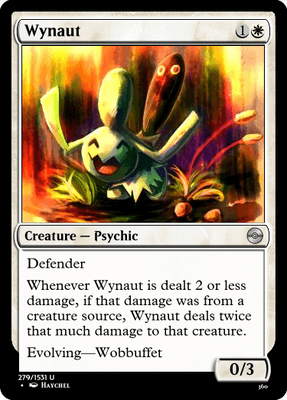 Wynaut
1
Creature — Psychic
Defender
Whenever Wynaut is dealt 2 or less
damage, if that damage was from a
creature source, Wynaut deals twice
that much damage to that creature.
Evolving—Wobbuffet
0/3
279/1531 U
• HAYCHEL
360